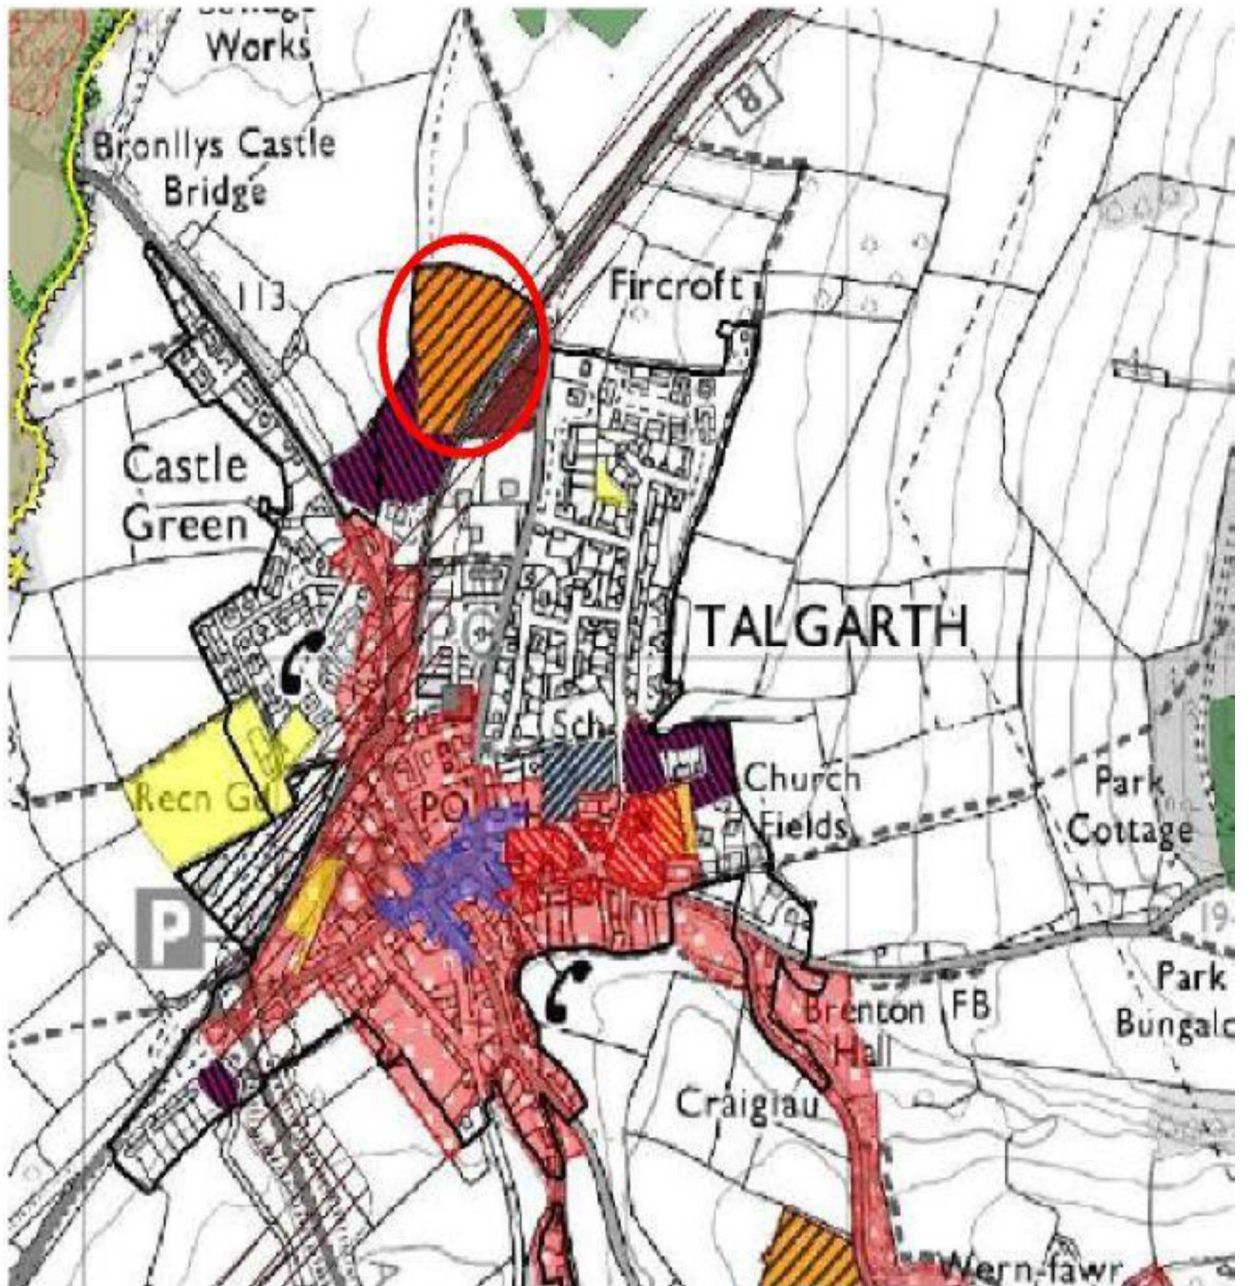 Works
Bronllys Castle
Bridge
8
113
Fircroft
Castle
Green
TALGARTH
Sch
Recn Gd
PO
Church
Fields
Park
Cottage
P
19
Brenton
Hall
FB
Park
Craigiau
Wern-fawr